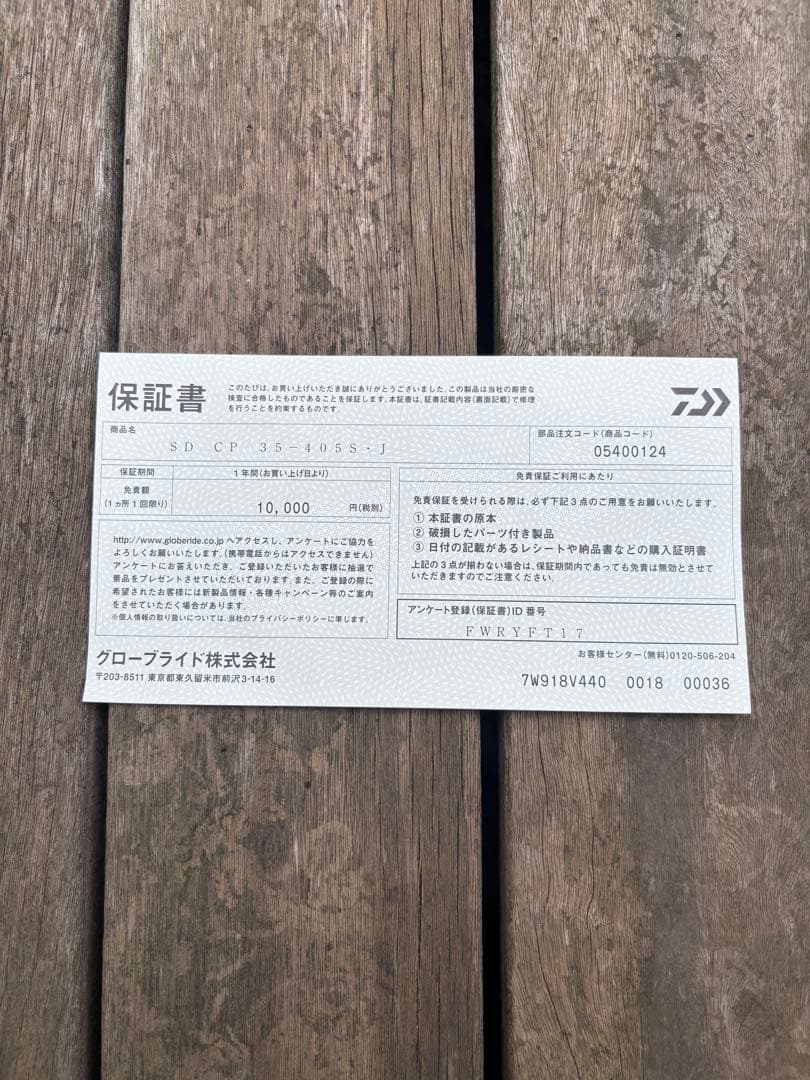 保証書
このたびは、お買い上げいただき誠にありがとうございました。この製品は当社の厳密な
検査に合格したものであることを保証します。本証書は、証書記載内容(裏面記載)で修理
を行うことを約束するものです。
商品名
SD CP 35-405S・J
部品注文コード(商品コード)
05400124
保証期間
1年間(お買い上げ日より)
免責額
(1ヵ所1回限り)
10,000 円(税別)
http://www.globeride.co.jp へアクセスし、アンケートにご協力を
よろしくお願いいたします。(携帯電話からはアクセスできません)
アンケートにお答えいただき、ご登録いただいたお客様に抽選で
景品をプレゼントさせていただいております。また、ご登録の際に
希望されたお客様には新製品情報・各種キャンペーン等のご案内
をさせていただく場合があります。
※個人情報の取り扱いについては、当社のプライバシーポリシーに準じます。
免責保証ご利用にあたり
免責保証を受けられる際は、必ず下記3点のご用意をお願いいたします。
① 本証書の原本
② 破損したパーツ付き製品
③ 日付の記載があるレシートや納品書などの購入証明書
上記の3点が揃わない場合は、保証期間内であっても免責は無効とさせて
いただきますのでご注意ください。
アンケート登録(保証書)ID番号
FWRYFT17
グローブライド株式会社
〒203-8511 東京都東久留米市前沢3-14-16
お客様センター(無料)0120-506-204
7W918V440 0018 00036